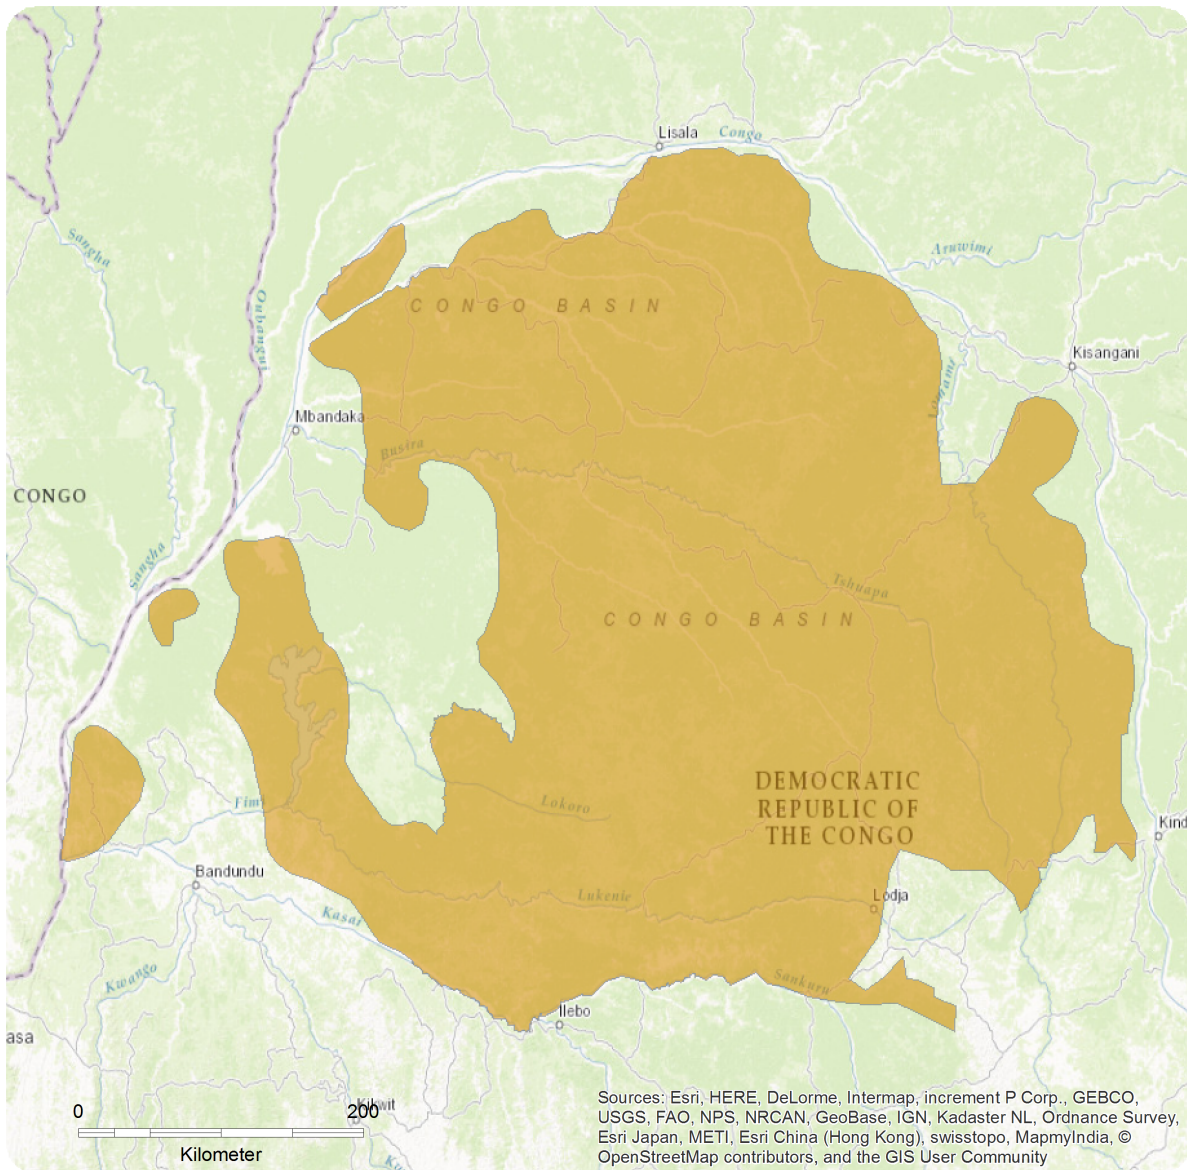 Lisala
Congo
Sangha
Aruwimi
Oubangui
CONGO BASIN
Kisangani
Lomami
Mbandaka
Busira
CONGO
Sangha
Tshuapa
CONGO BASIN
DEMOCRATIC
REPUBLIC OF
THE CONGO
Lokoro
Fimi
Kind
Bandundu
Lukenie
Lodja
Kasai
Kwango
Sankuru
Ilebo
asa
Kikwit
0 200
Kilometer
Sources: Esri, HERE, DeLorme, Intermap, increment P Corp., GEBCO,
USGS, FAO, NPS, NRCAN, GeoBase, IGN, Kadaster NL, Ordnance Survey,
Esri Japan, METI, Esri China (Hong Kong), swisstopo, MapmyIndia, ©
OpenStreetMap contributors, and the GIS User Community